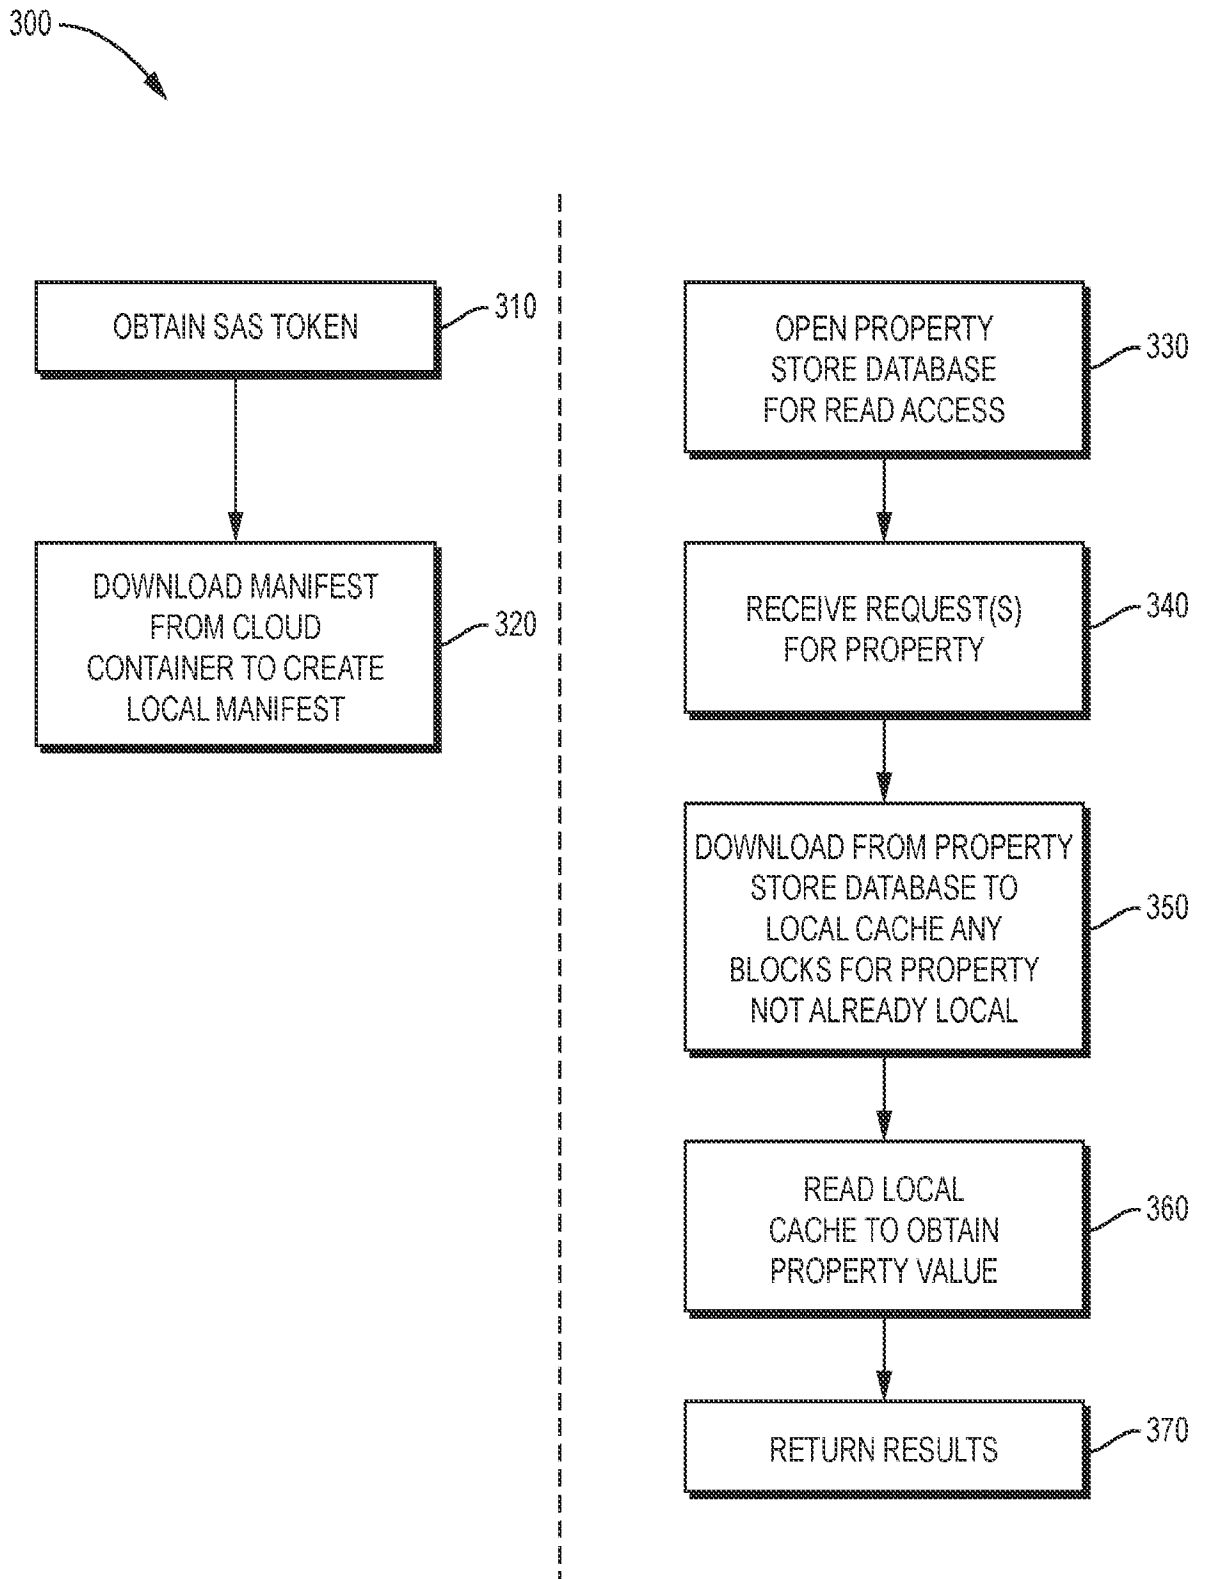 300
OBTAIN SAS TOKEN
310
DOWNLOAD MANIFEST
FROM CLOUD
CONTAINER TO CREATE
LOCAL MANIFEST
320
OPEN PROPERTY
STORE DATABASE
FOR READ ACCESS
330
RECEIVE REQUEST(S)
FOR PROPERTY
340
DOWNLOAD FROM PROPERTY
STORE DATABASE TO
LOCAL CACHE ANY
BLOCKS FOR PROPERTY
NOT ALREADY LOCAL
350
READ LOCAL
CACHE TO OBTAIN
PROPERTY VALUE
360
RETURN RESULTS
370